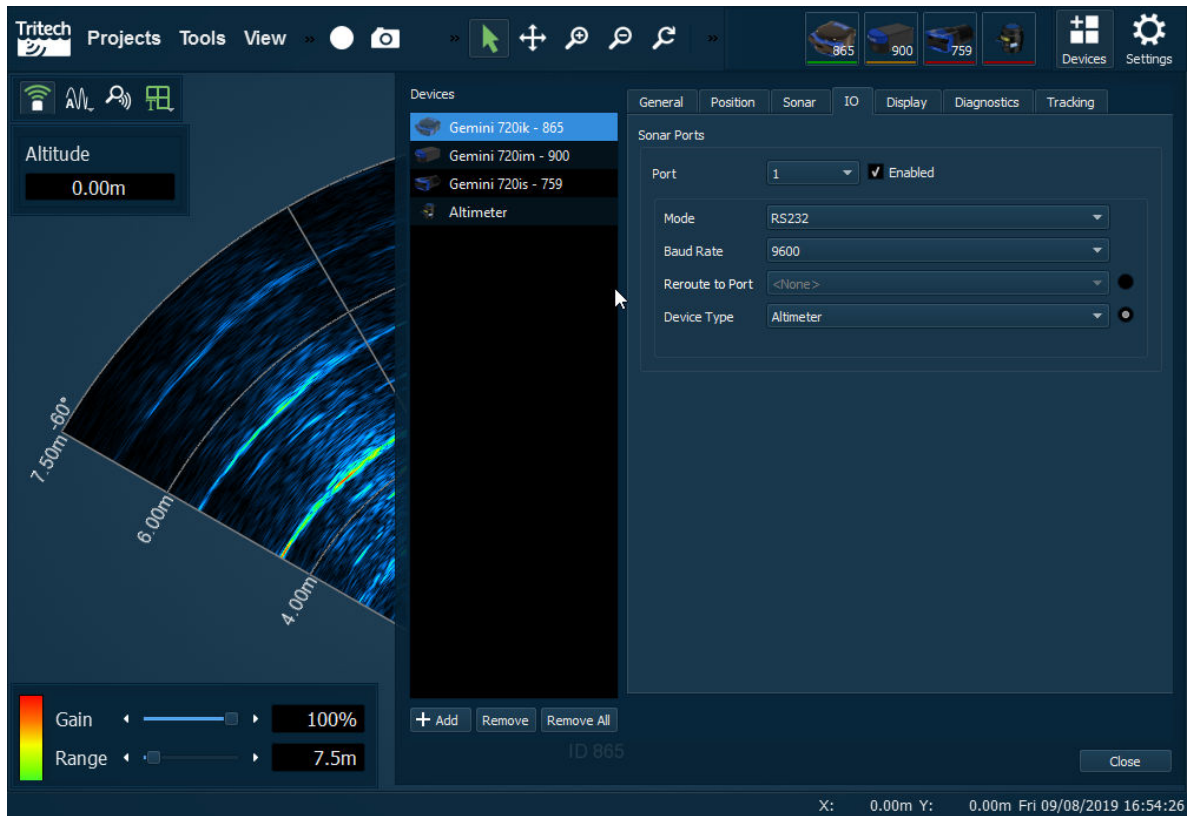 Tritech Projects Tools View » » » 865 900 759 Devices Settings
Altitude
0.00m
-60°
7.50m
6.00m
4.00m
Gain 100%
Range 7.5m
Devices
Gemini 720ik - 865
Gemini 720im - 900
Gemini 720is - 759
Altimeter
+ Add Remove Remove All
ID 865
General Position Sonar IO Display Diagnostics Tracking
Sonar Ports
Port 1 Enabled
Mode RS232
Baud Rate 9600
Reroute to Port <None>
Device Type Altimeter
Close
X: 0.00m Y: 0.00m Fri 09/08/2019 16:54:26